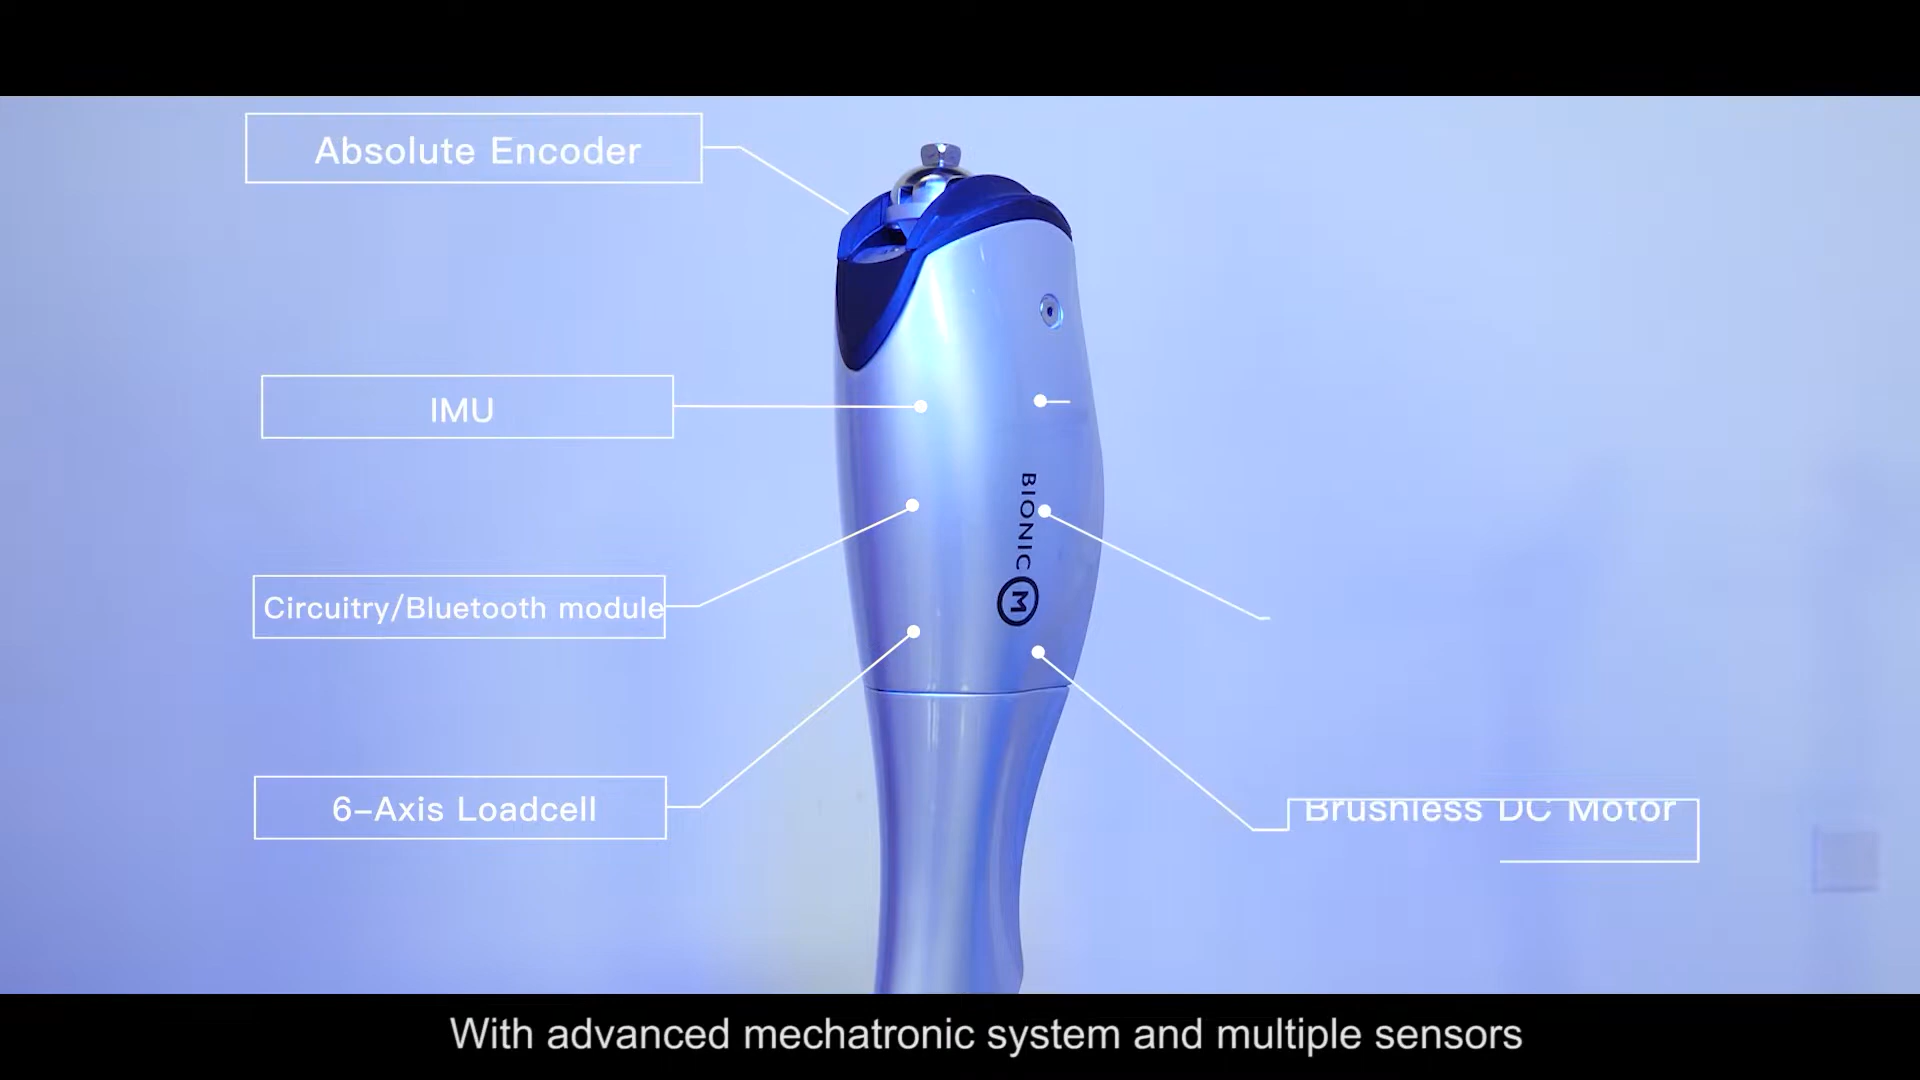 Absolute Encoder
IMU
BIONIC
M
Circuitry/Bluetooth module
6-Axis Loadcell
Brushless DC Motor
With advanced mechatronic system and multiple sensors